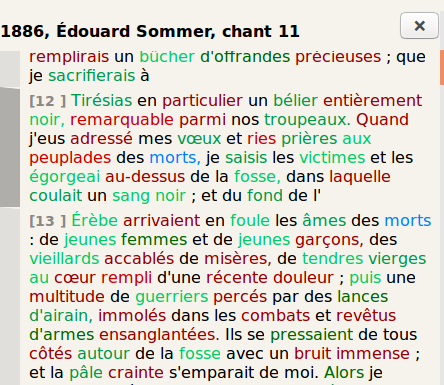 1886, Édouard Sommer, chant 11
remplirais un bûcher d'offrandes précieuses ; que
je sacrifierais à
[12 ] Tirésias en particulier un bélier entièrement
noir, remarquable parmi nos troupeaux. Quand
j'eus adressé mes vœux et ries prières aux
peuplades des morts, je saisis les victimes et les
égorgeai au-dessus de la fosse, dans laquelle
coulait un sang noir ; et du fond de l'
[13 ] Érèbe arrivaient en foule les âmes des morts
: de jeunes femmes et de jeunes garçons, des
vieillards accablés de misères, de tendres vierges
au cœur rempli d'une récente douleur ; puis une
multitude de guerriers percés par des lances
d'airain, immolés dans les combats et revêtus
d'armes ensanglantées. Ils se pressaient de tous
côtés autour de la fosse avec un bruit immense ;
et la pâle crainte s'emparait de moi. Alors je